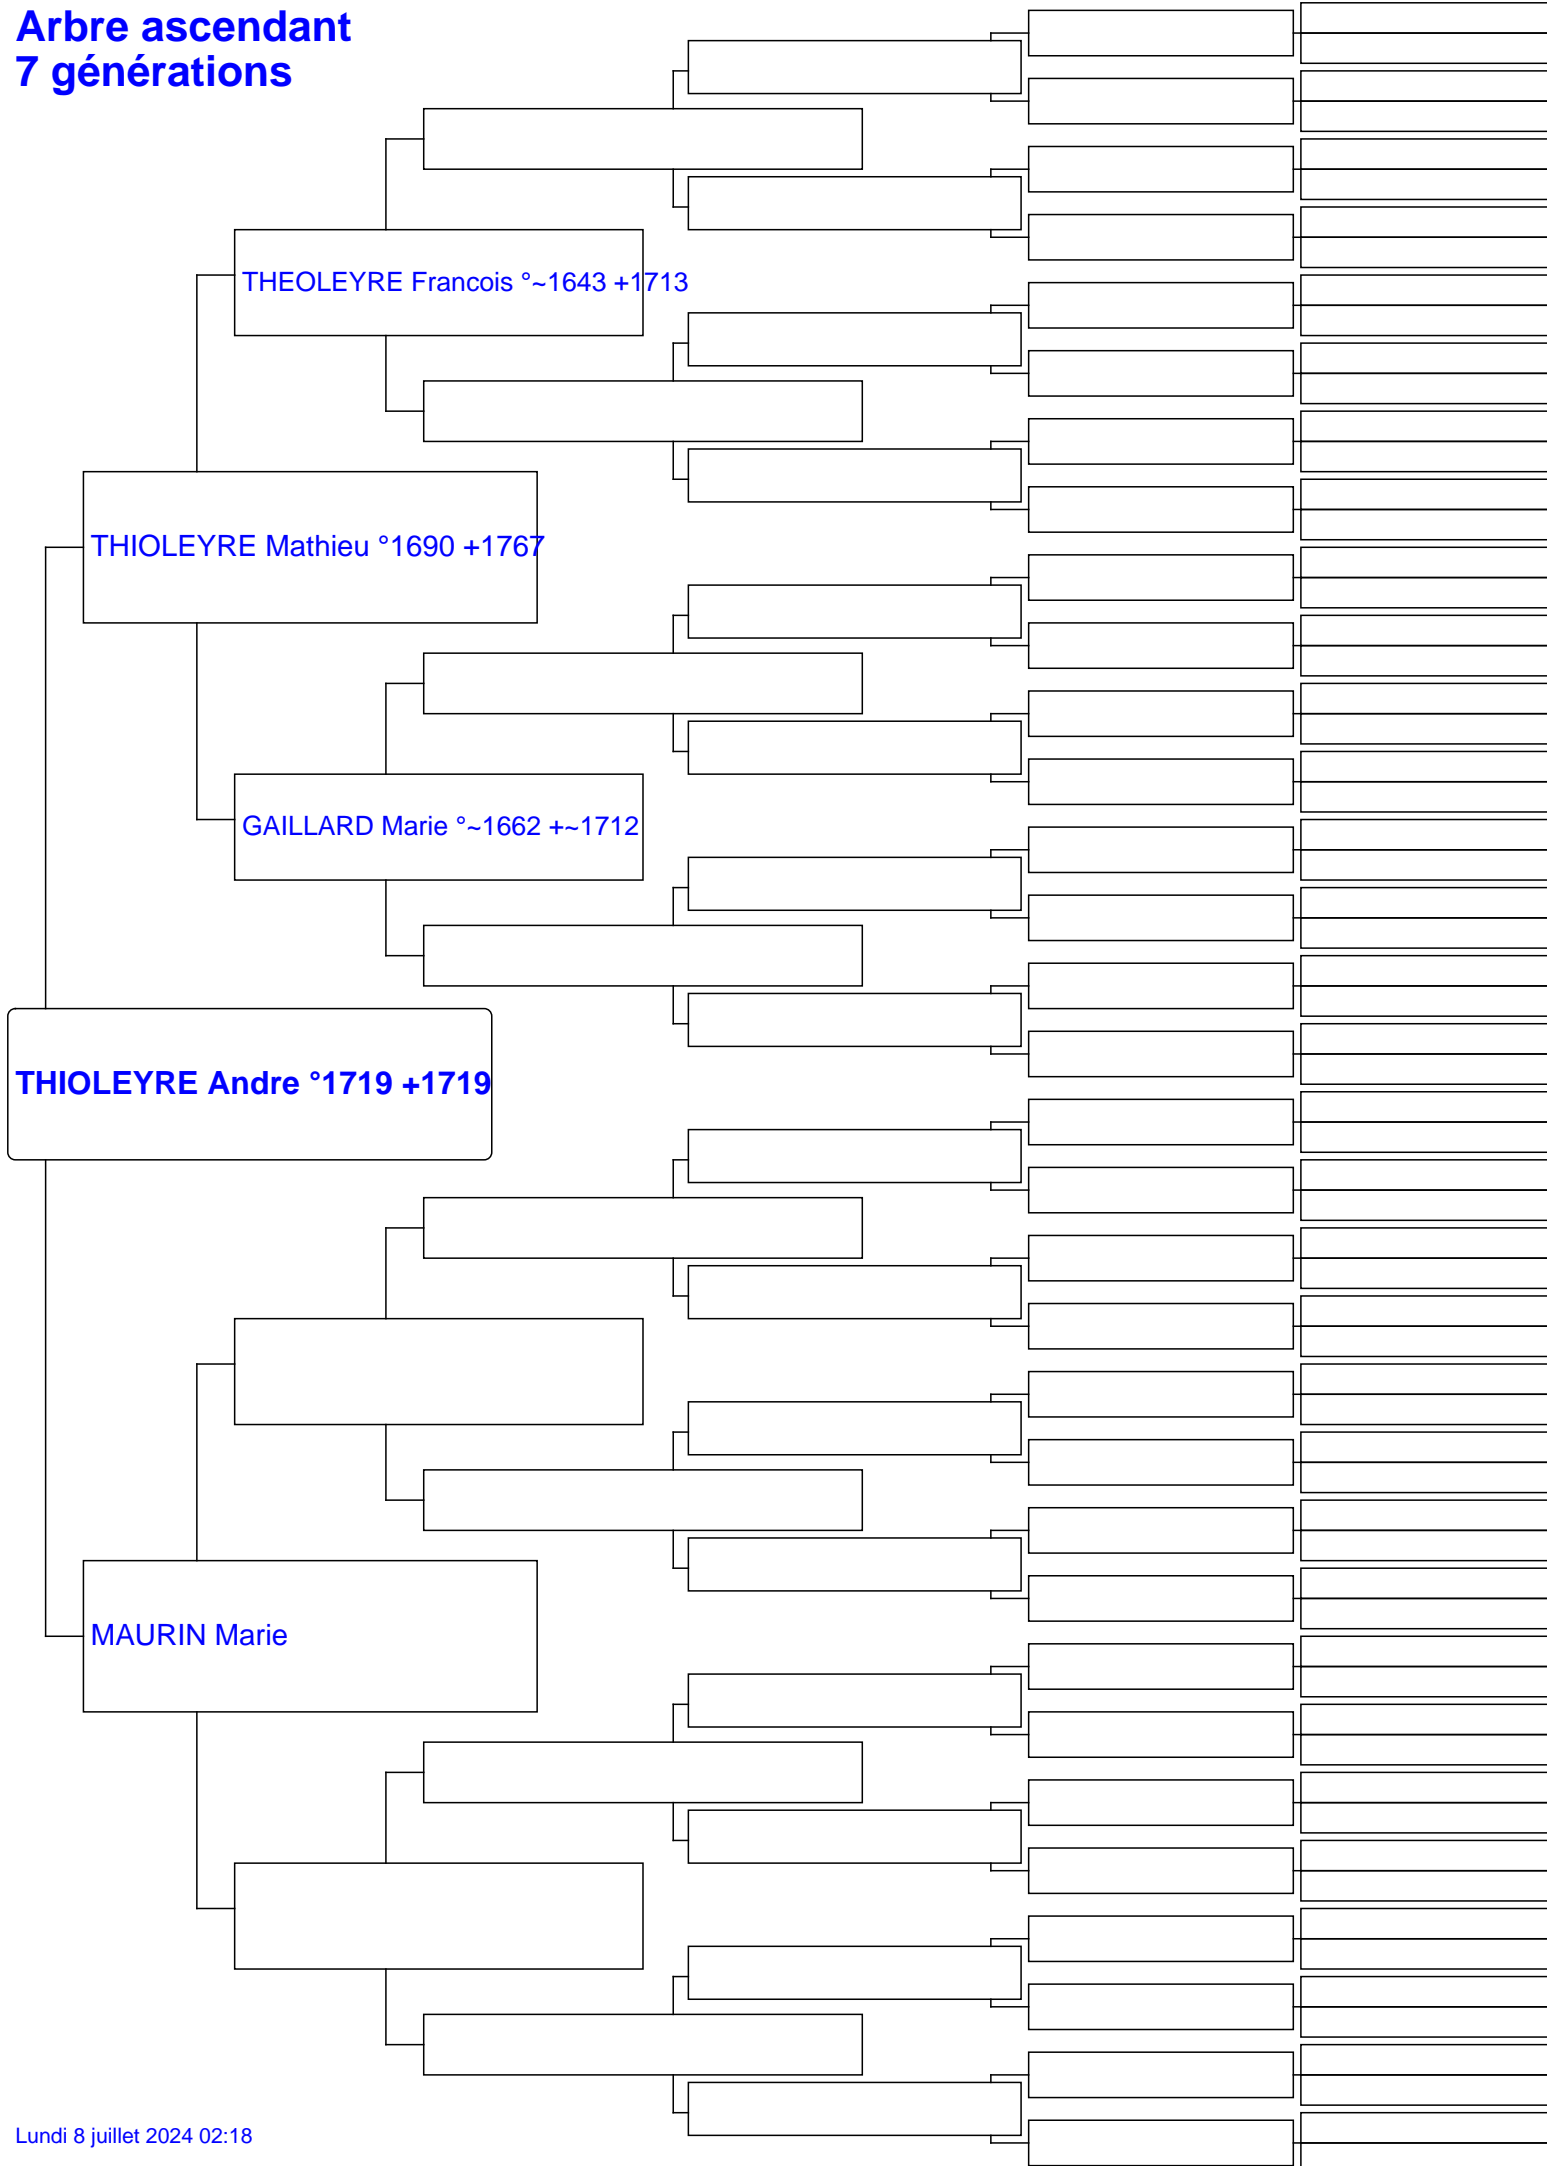 Arbre ascendant
7 générations
THEOLEYRE Francois °~1643 +1713
THIOLEYRE Mathieu °1690 +1767
GAILLARD Marie °~1662 +~1712
THIOLEYRE Andre °1719 +1719
MAURIN Marie
Lundi 8 juillet 2024 02:18